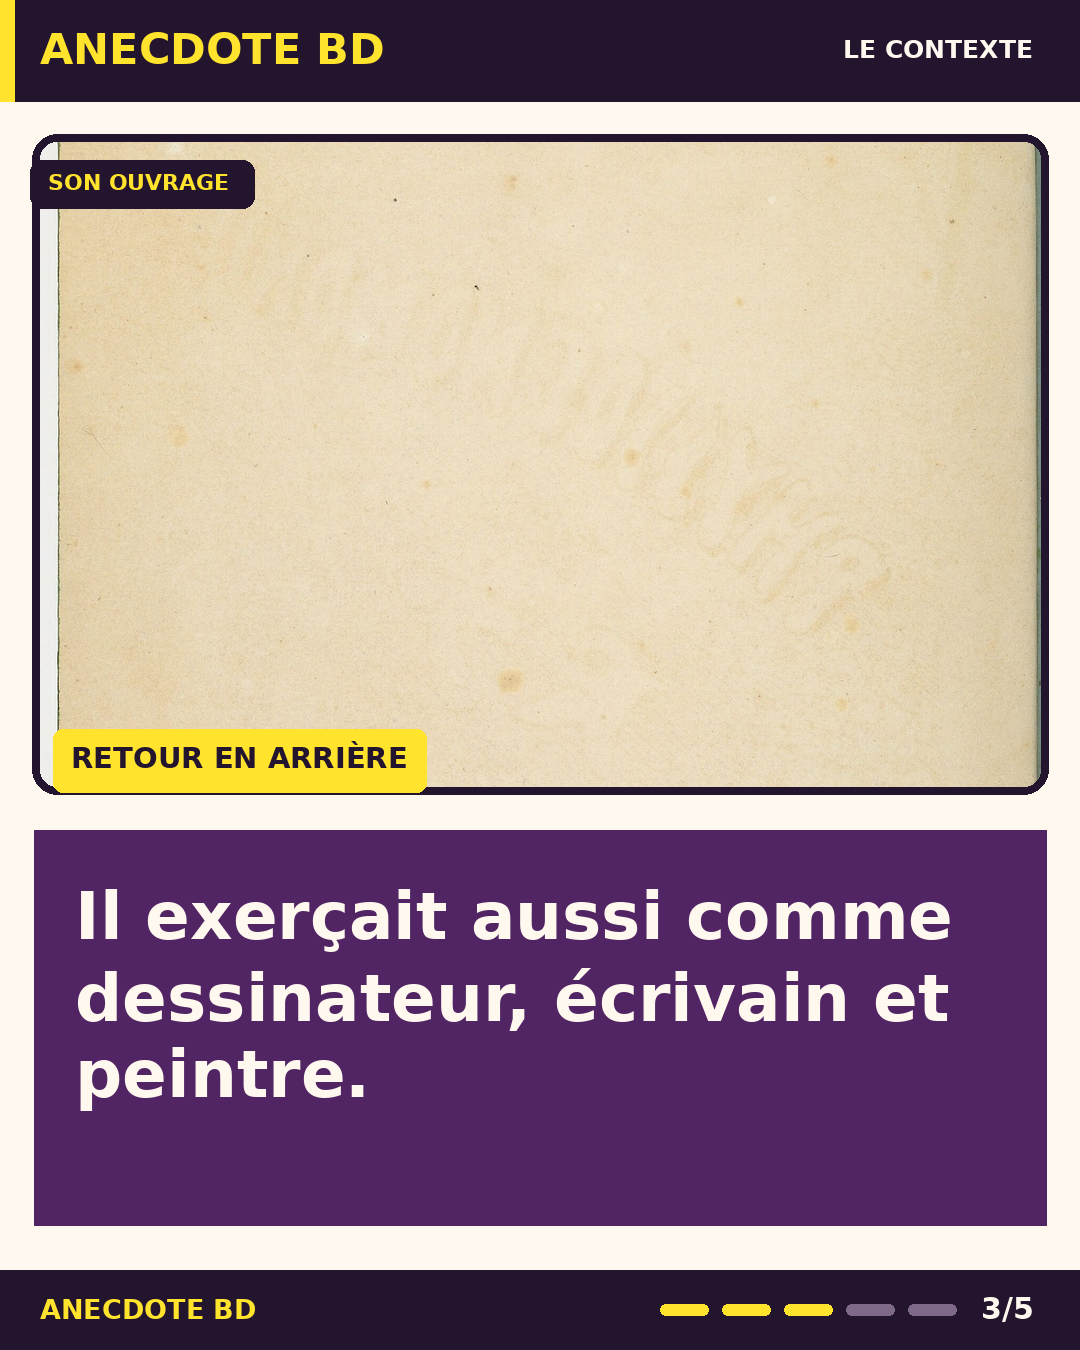 ANECDOTE BD
LE CONTEXTE
SON OUVRAGE
RETOUR EN ARRIÈRE
Il exerçait aussi comme
dessinateur, écrivain et
peintre.
ANECDOTE BD
3/5